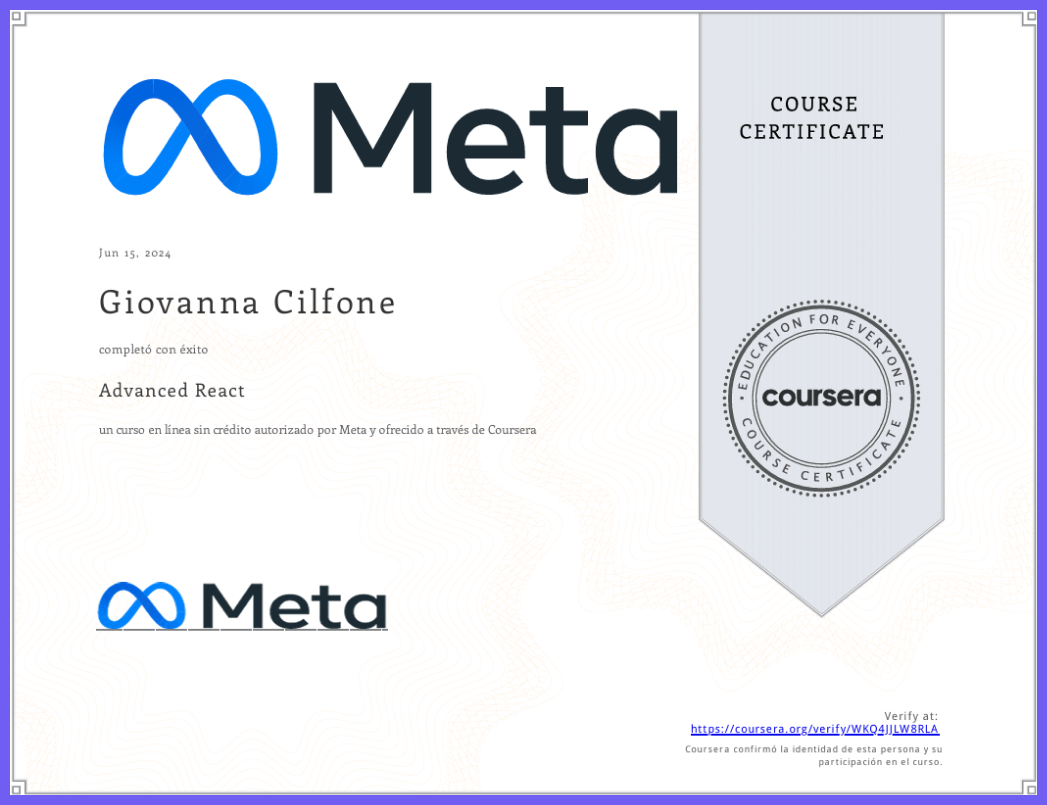 Meta
COURSE
CERTIFICATE
Jun 15, 2024
Giovanna Cilfone
completó con éxito
Advanced React
un curso en línea sin crédito autorizado por Meta y ofrecido a través de Coursera
EDUCATION FOR EVERYONE
coursera
COURSE CERTIFICATE
Meta
Verify at:
https://coursera.org/verify/WKQ4JJLW8RLA
Coursera confirmó la identidad de esta persona y su
participación en el curso.